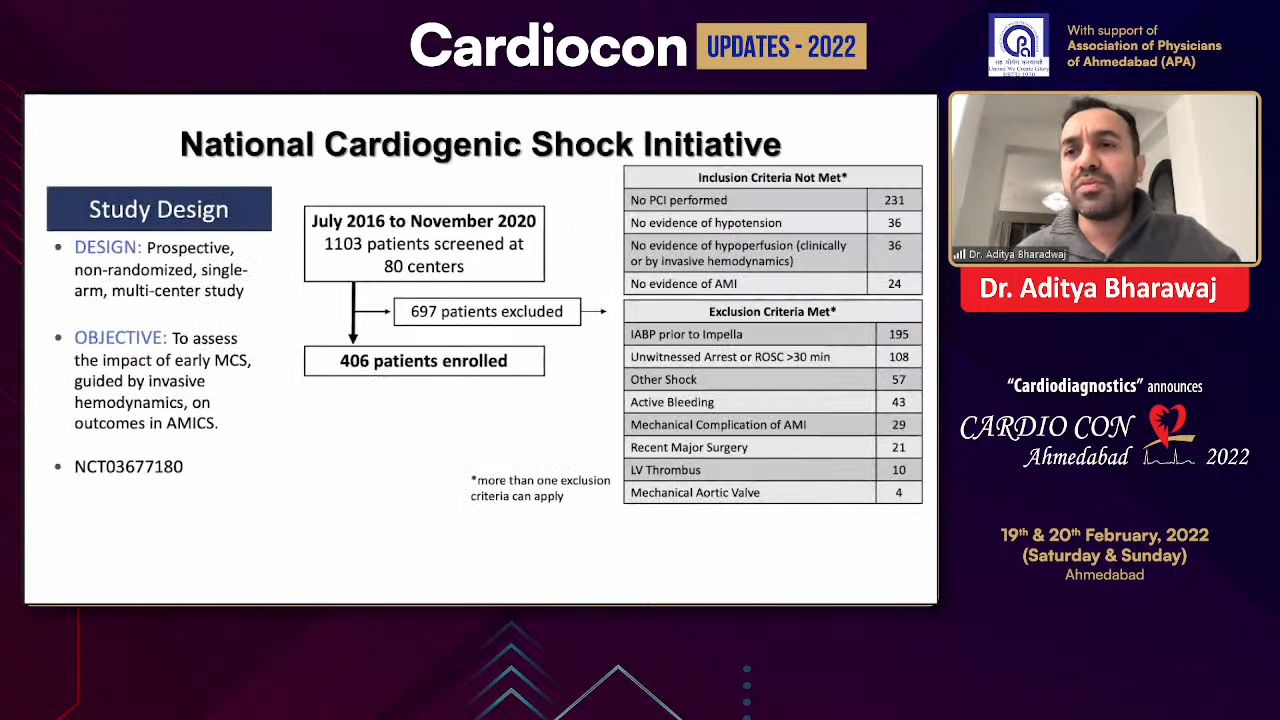 Cardiocon UPDATES - 2022
With support of
Association of Physicians
of Ahmedabad (APA)
United We Create Glory
ESTD 1970
National Cardiogenic Shock Initiative
Study Design
• DESIGN: Prospective,
non-randomized, single-
arm, multi-center study
• OBJECTIVE: To assess
the impact of early MCS,
guided by invasive
hemodynamics, on
outcomes in AMICS.
• NCT03677180
July 2016 to November 2020
1103 patients screened at
80 centers
697 patients excluded
406 patients enrolled
*more than one exclusion
criteria can apply
Inclusion Criteria Not Met*
No PCI performed 231
No evidence of hypotension 36
No evidence of hypoperfusion (clinically 36
or by invasive hemodynamics)
No evidence of AMI 24
Exclusion Criteria Met*
IABP prior to Impella 195
Unwitnessed Arrest or ROSC >30 min 108
Other Shock 57
Active Bleeding 43
Mechanical Complication of AMI 29
Recent Major Surgery 21
LV Thrombus 10
Mechanical Aortic Valve 4
Dr. Aditya Bharadwaj
Dr. Aditya Bharawaj
“Cardiodiagnostics” announces
CARDIO CON
Ahmedabad 2022
19th & 20th February, 2022
(Saturday & Sunday)
Ahmedabad